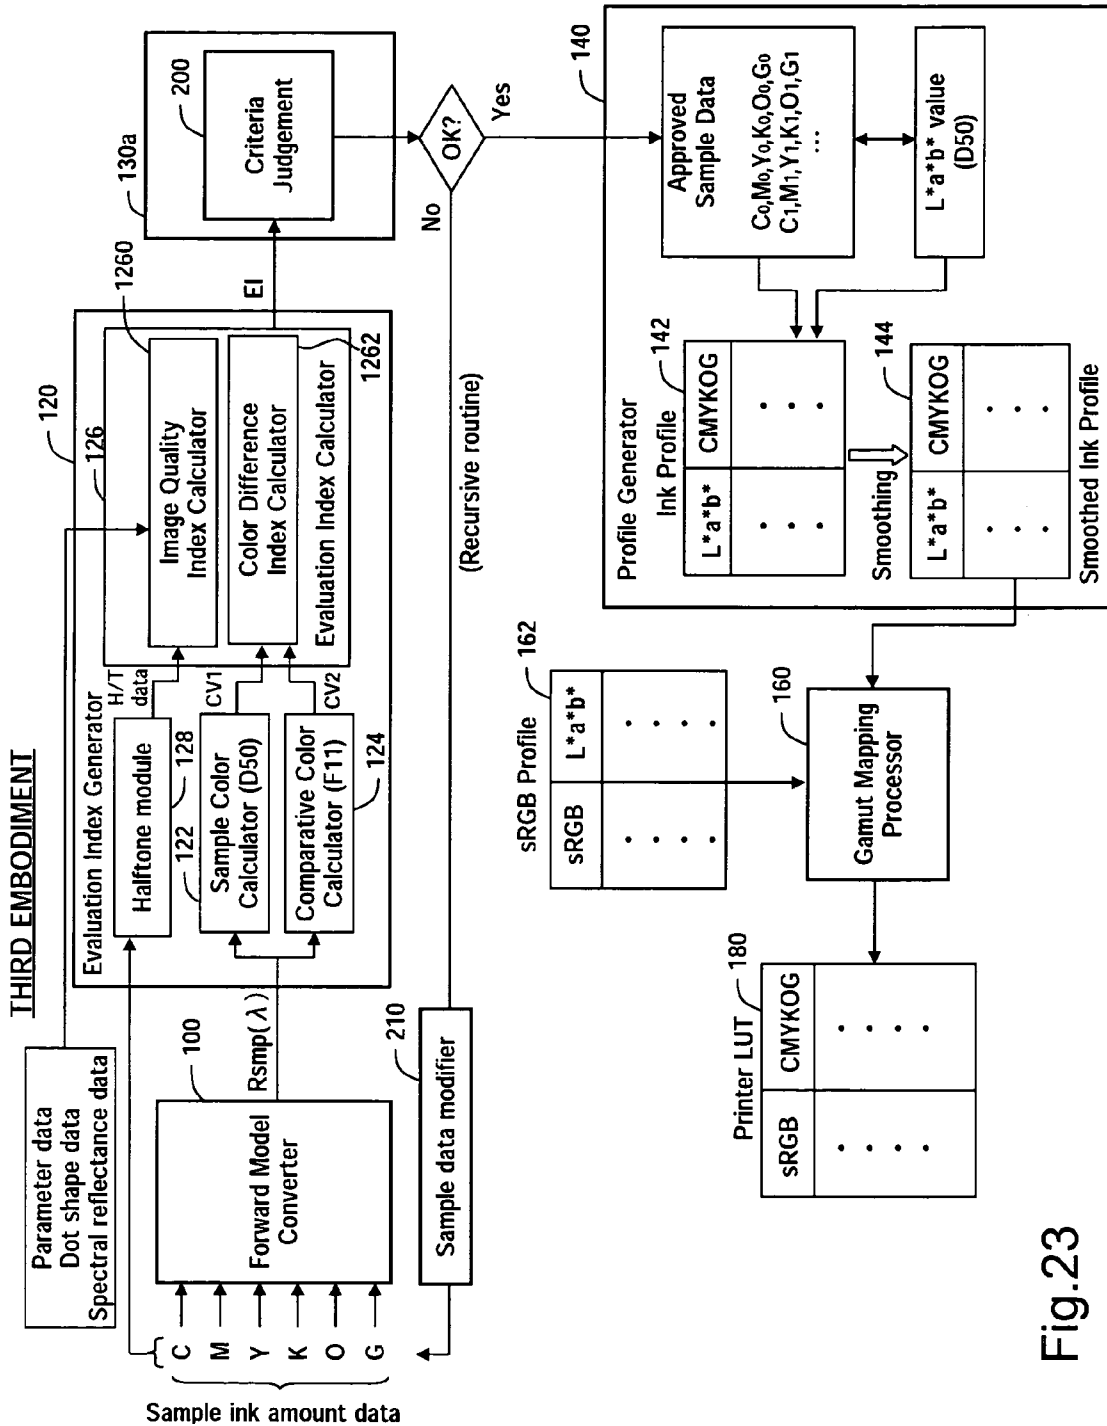 THIRD EMBODIMENT
Parameter data
Dot shape data
Spectral reflectance data
Sample ink amount data
C
M
Y
K
O
G
100
Forward Model
Converter
Rsmp(λ)
120
Evaluation Index Generator
Halftone module
128
H/T
data
122
Sample Color
Calculator (D50)
CV1
Comparative Color
Calculator (F11)
124
CV2
126
1260
Image Quality
Index Calculator
Color Difference
Index Calculator
1262
Evaluation Index Calculator
EI
130a
200
Criteria
Judgement
OK?
Yes
No
(Recursive routine)
210
Sample data modifier
140
Profile Generator
Approved
Sample Data
C0,M0,Y0,K0,O0,G0
C1,M1,Y1,K1,O1,G1
...
L*a*b* value
(D50)
Ink Profile
142
L*a*b*
CMYKOG
Smoothing
144
L*a*b*
CMYKOG
Smoothed Ink Profile
sRGB Profile
162
sRGB
L*a*b*
160
Gamut Mapping
Processor
Printer LUT
180
sRGB
CMYKOG
Fig.23